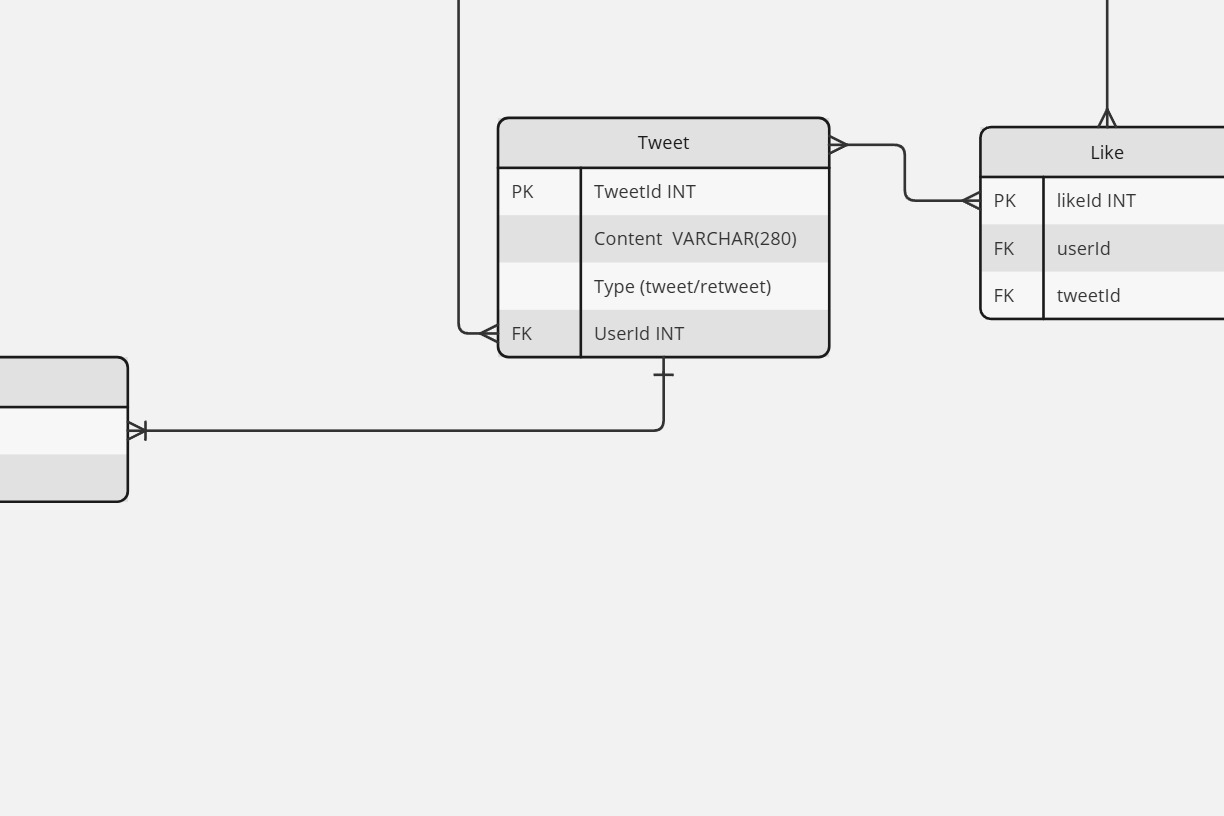 Tweet
PK TweetId INT
Content VARCHAR(280)
Type (tweet/retweet)
FK UserId INT
Like
PK likeId INT
FK userId
FK tweetId